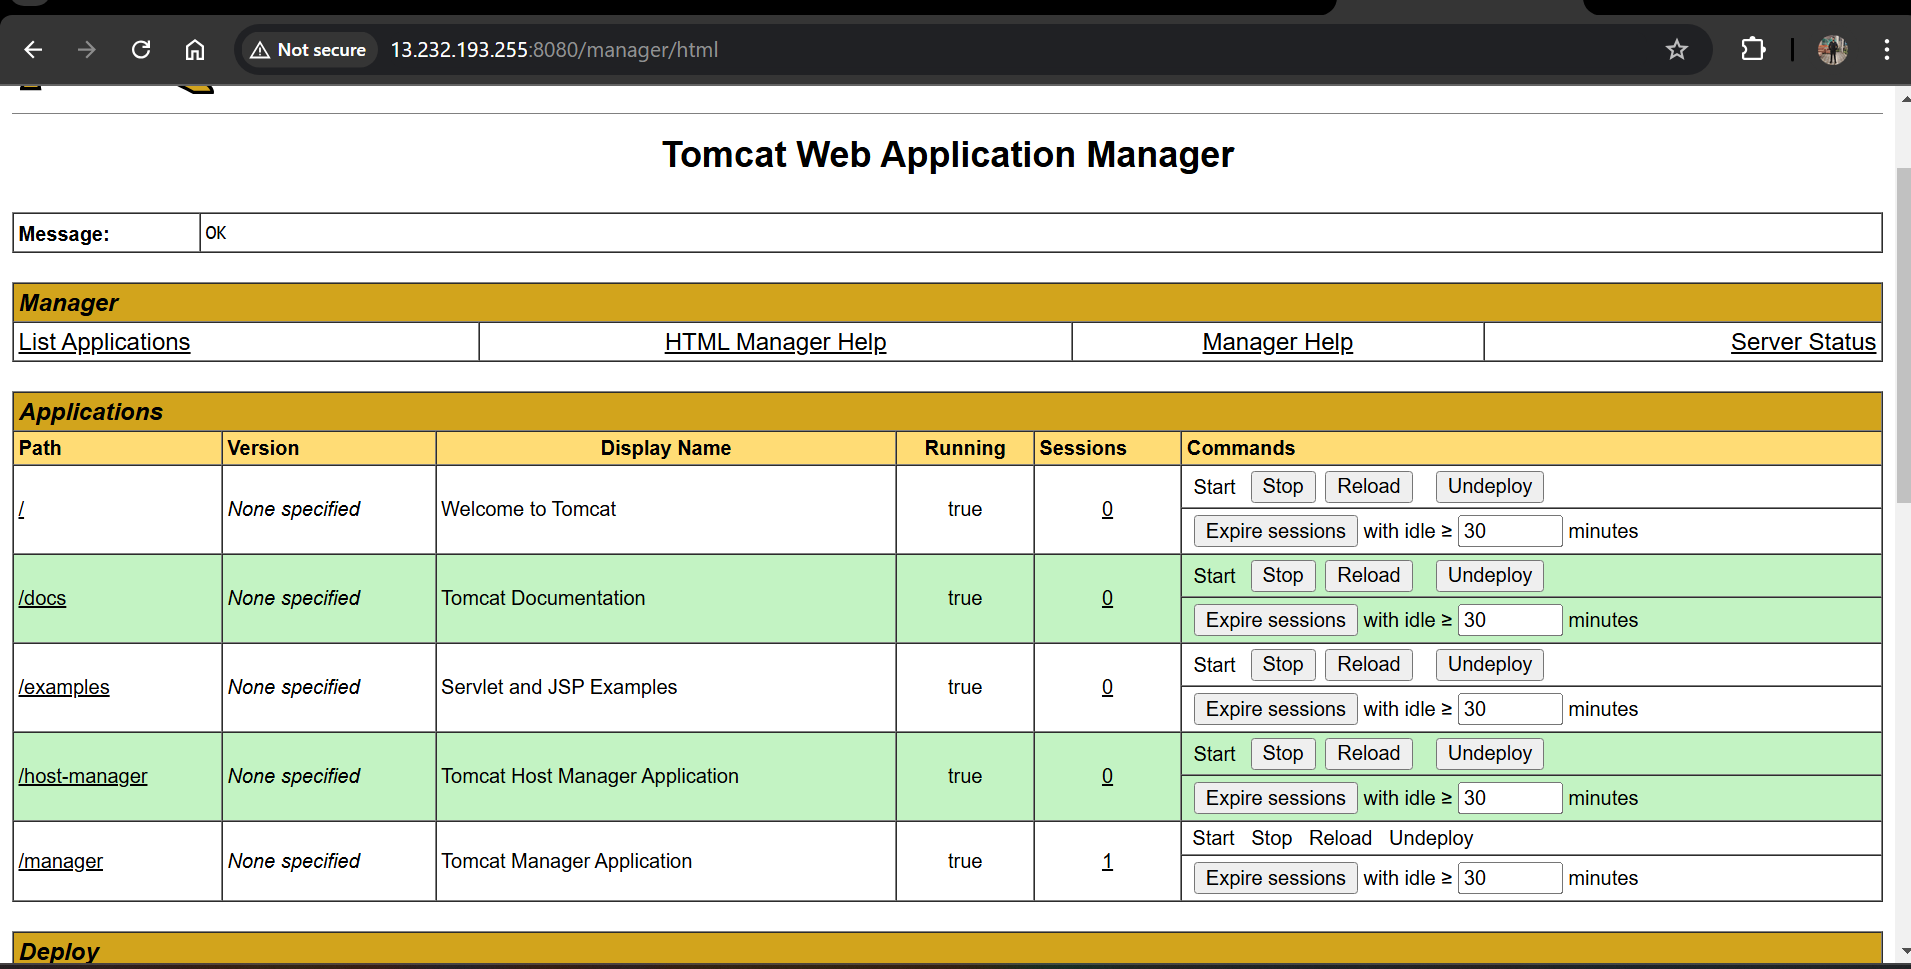 Not secure 13.232.193.255:8080/manager/html
Tomcat Web Application Manager
Message: OK
Manager
List Applications HTML Manager Help Manager Help Server Status
Applications
Path Version Display Name Running Sessions Commands
/ None specified Welcome to Tomcat true 0 Start Stop Reload Undeploy
Expire sessions with idle ≥ 30 minutes
/docs None specified Tomcat Documentation true 0 Start Stop Reload Undeploy
Expire sessions with idle ≥ 30 minutes
/examples None specified Servlet and JSP Examples true 0 Start Stop Reload Undeploy
Expire sessions with idle ≥ 30 minutes
/host-manager None specified Tomcat Host Manager Application true 0 Start Stop Reload Undeploy
Expire sessions with idle ≥ 30 minutes
/manager None specified Tomcat Manager Application true 1 Start Stop Reload Undeploy
Expire sessions with idle ≥ 30 minutes
Deploy